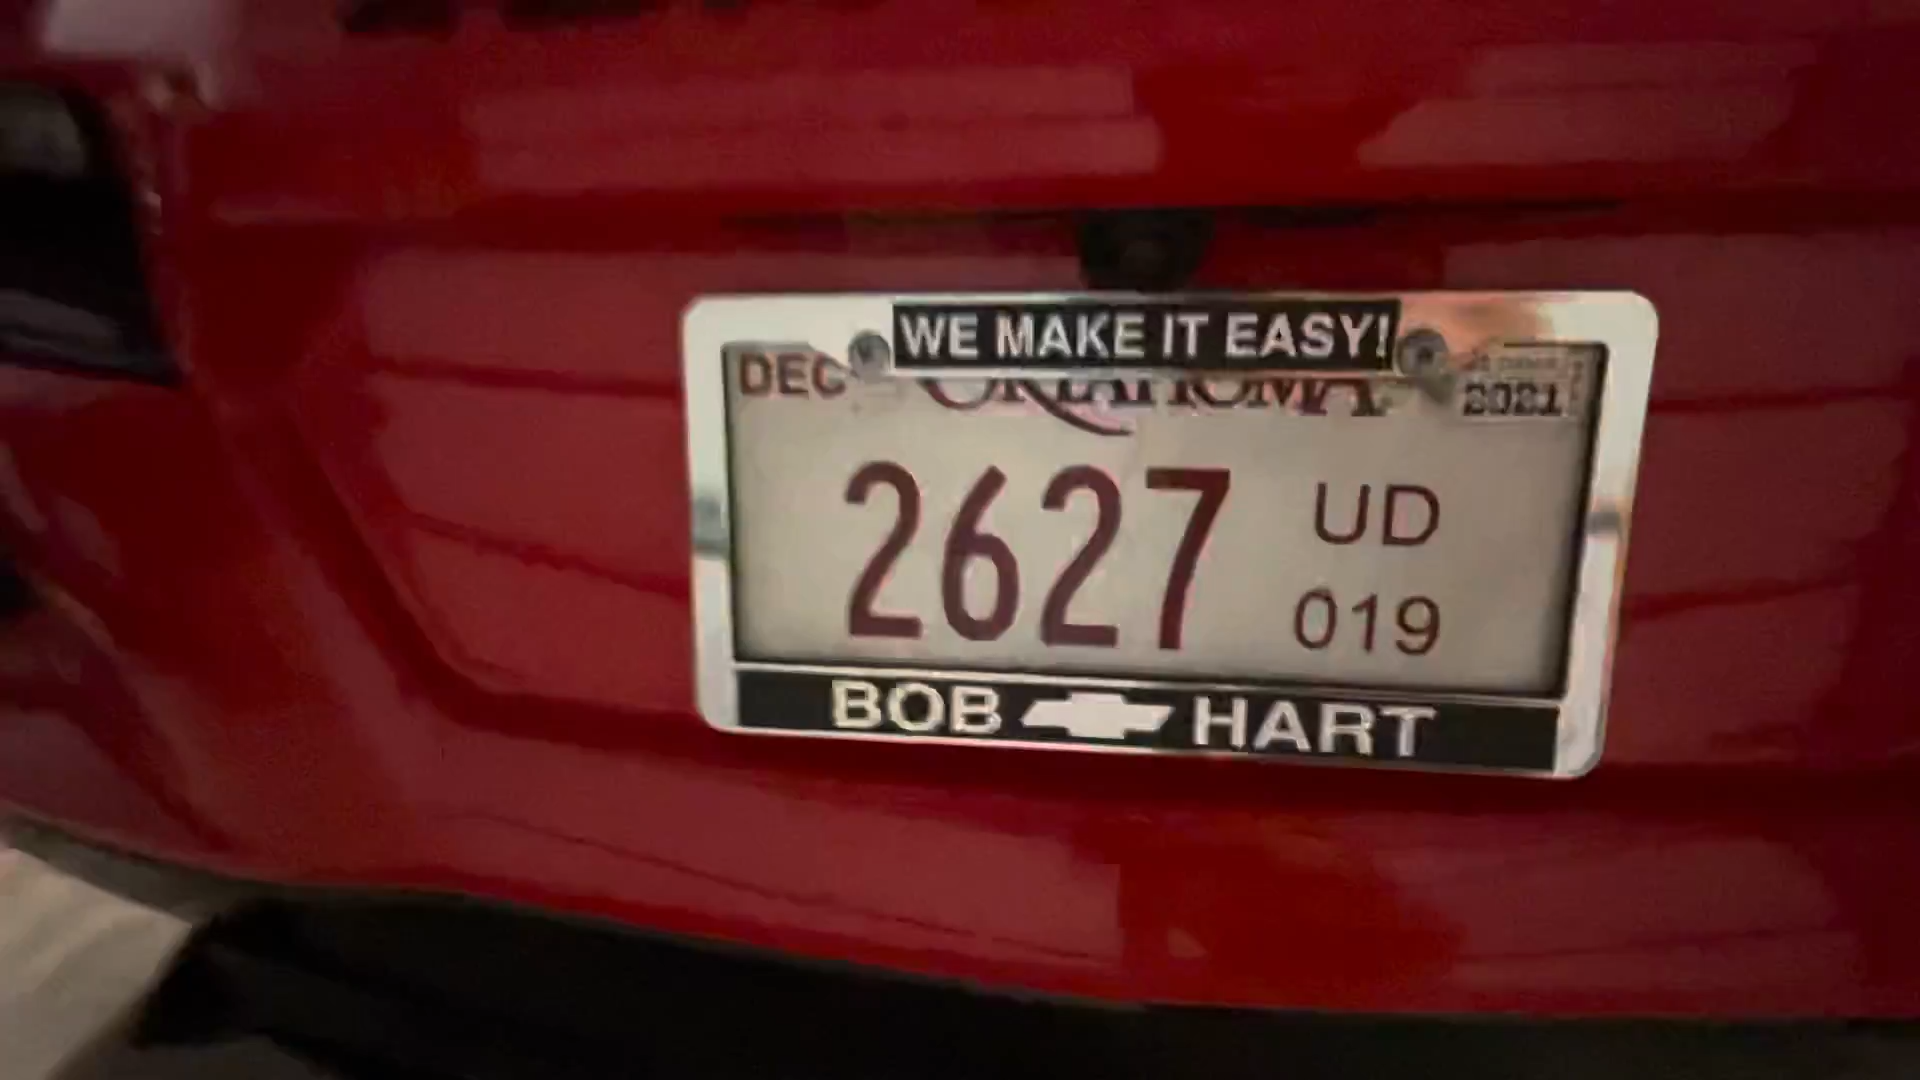 WE MAKE IT EASY!
DEC OKLAHOMA 2021
2627 UD
019
BOB HART